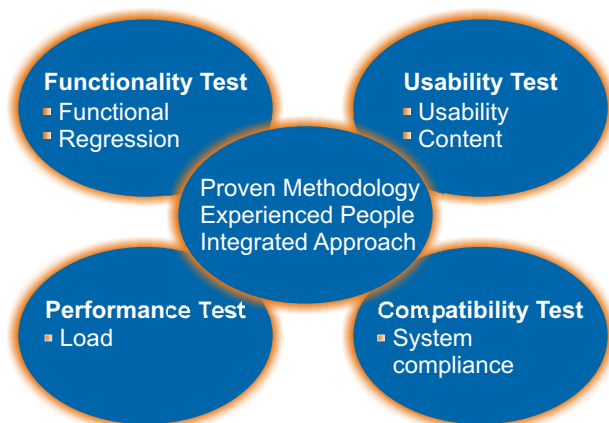 Functionality Test
Functional
Regression
Usability Test
Usability
Content
Proven Methodology
Experienced People
Integrated Approach
Performance Test
Load
Compatibility Test
System
compliance